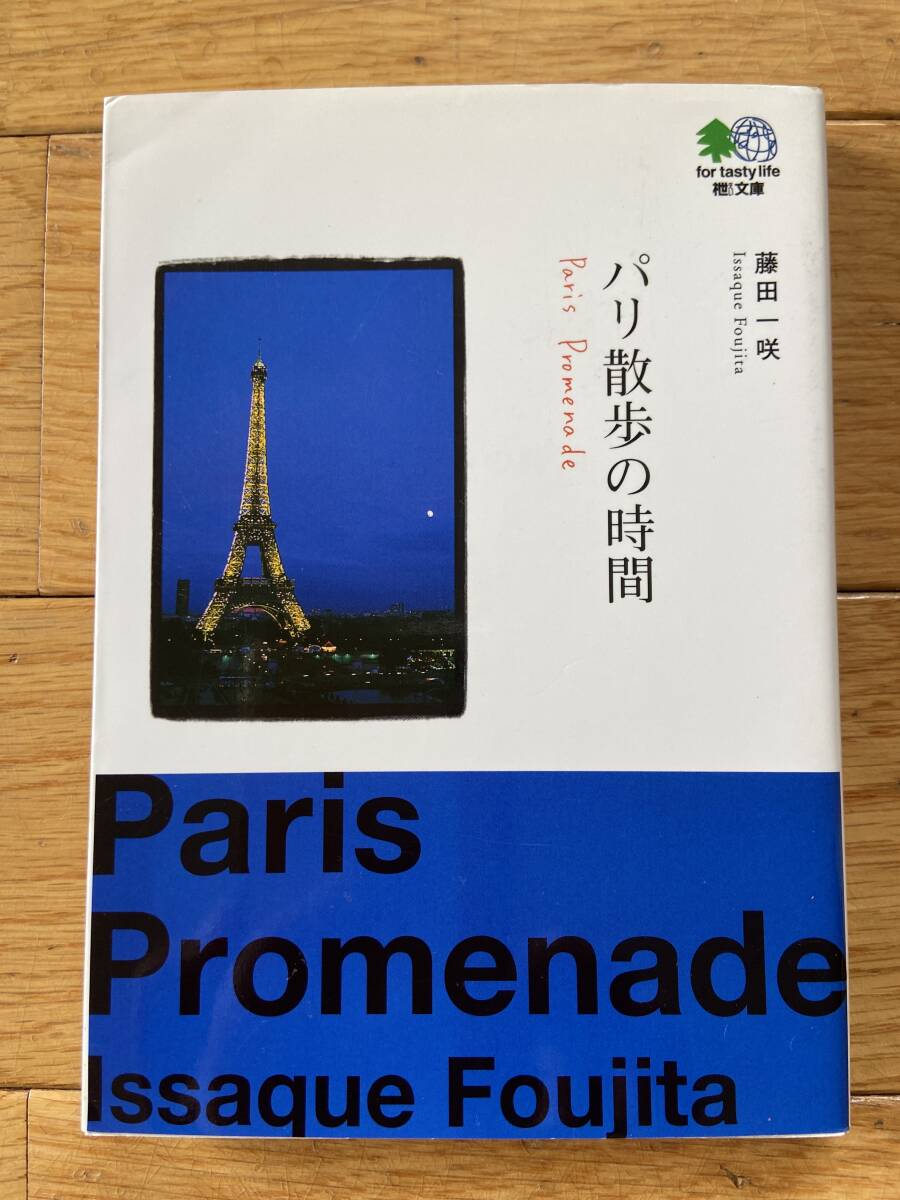 for tasty life
枻文庫
藤田一咲
Issaque Foujita
パリ散歩の時間
Paris Promenade
Paris
Promenade
Issaque Foujita